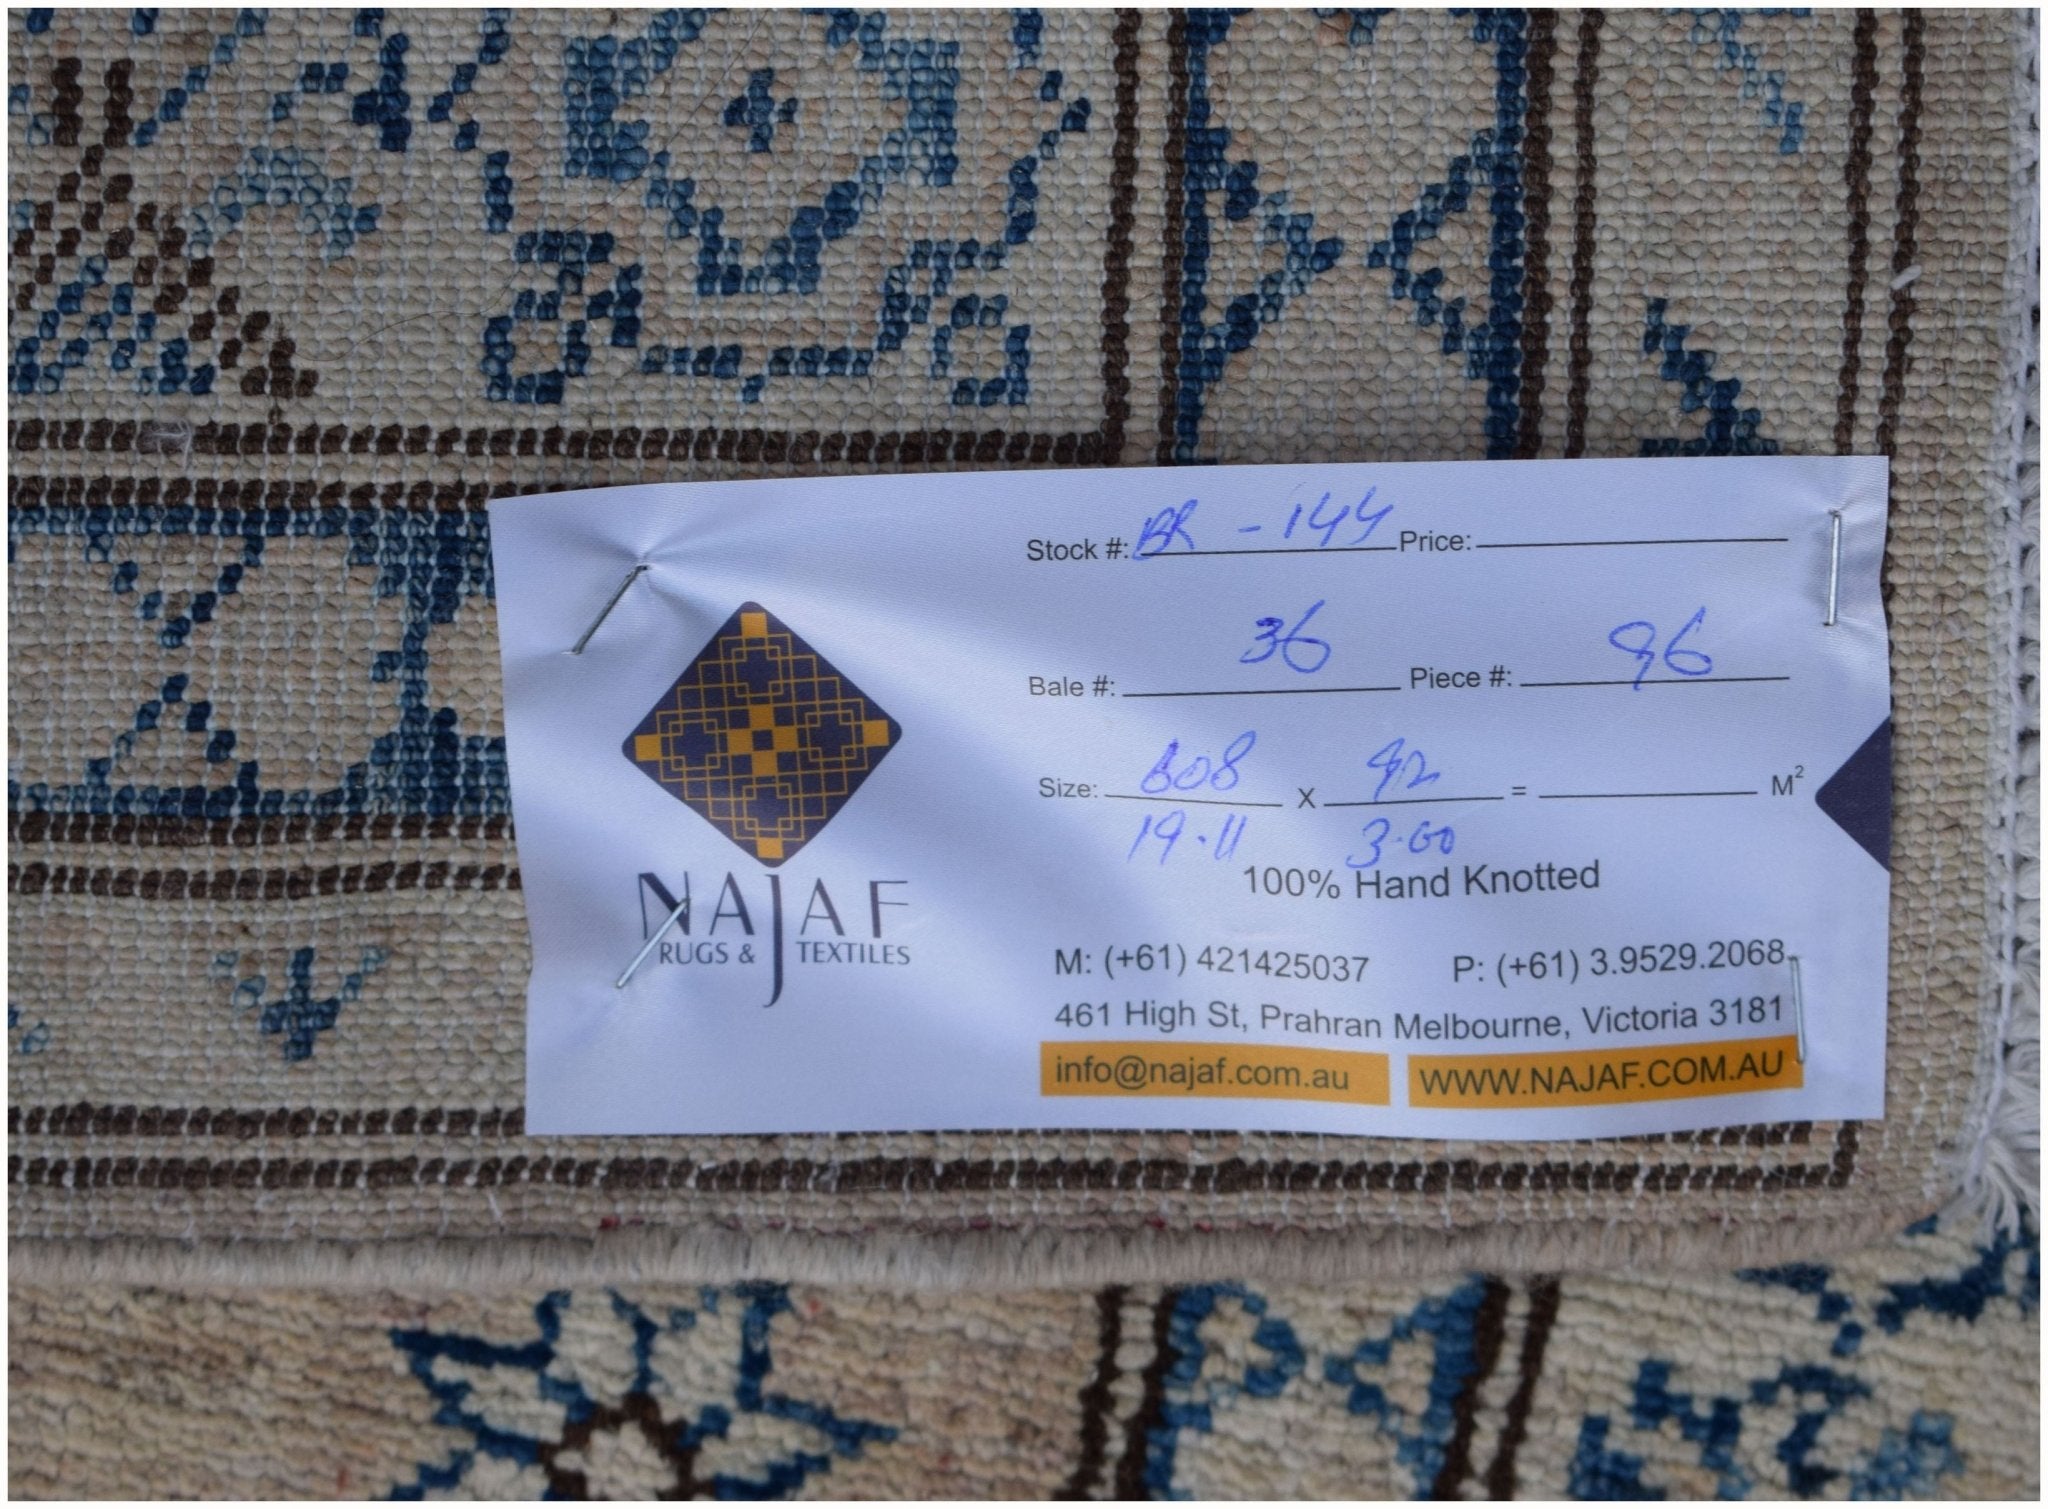 Stock #: BR - 144 Price:
Bale #: 36 Piece #: 96
Size: 608 X 92 = M²
19.11 3.00
100% Hand Knotted
NAJAF
RUGS & TEXTILES
M: (+61) 421425037 P: (+61) 3.9529.2068
461 High St, Prahran Melbourne, Victoria 3181
info@najaf.com.au WWW.NAJAF.COM.AU